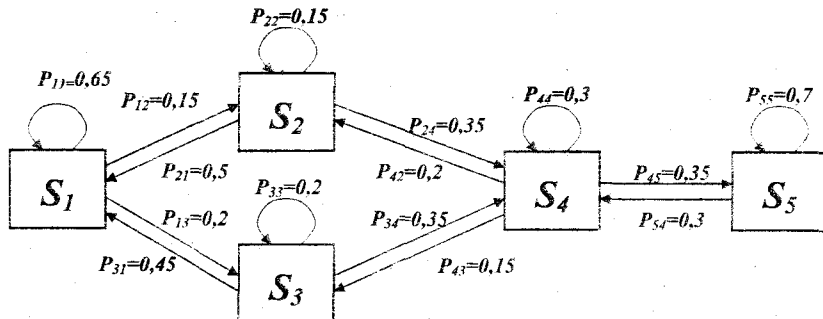 P22=0,15
P11=0,65
P12=0,15
P44=0,3
P55=0,7
S2
P24=0,35
P21=0,5
P42=0,2
P45=0,35
S1
P33=0,2
S4
S5
P13=0,2
P34=0,35
P54=0,3
P31=0,45
P43=0,15
S3